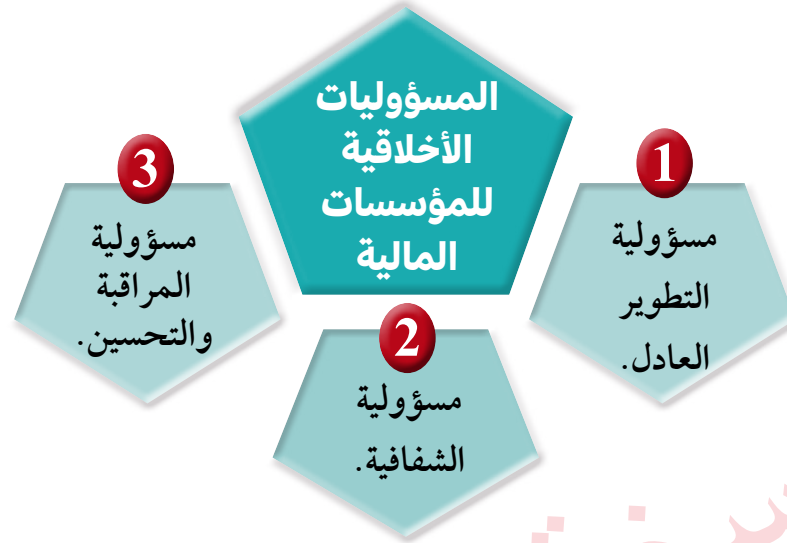 المسؤوليات
الأخلاقية
للمؤسسات
المالية
1
مسؤولية
التطوير
العادل.
2
مسؤولية
الشفافية.
3
مسؤولية
المراقبة
والتحسين.